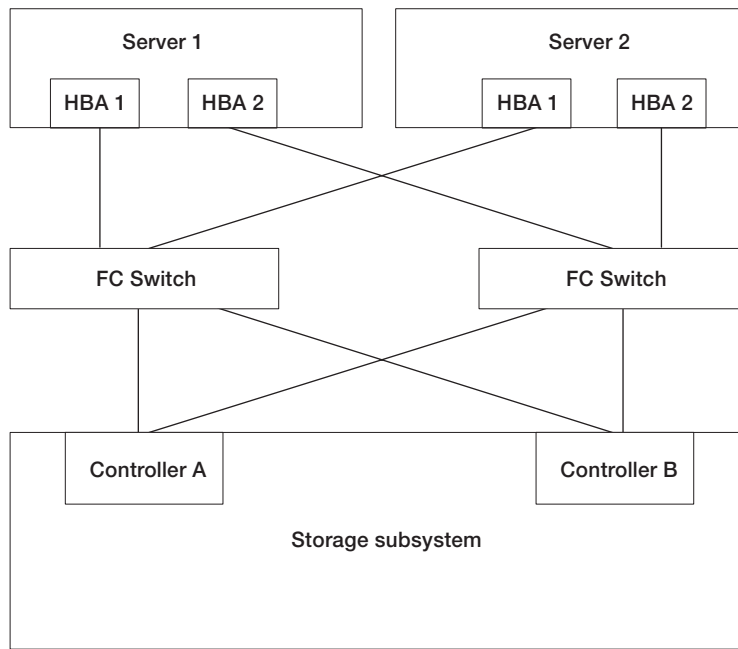 Server 1
Server 2
HBA 1
HBA 2
HBA 1
HBA 2
FC Switch
FC Switch
Controller A
Controller B
Storage subsystem